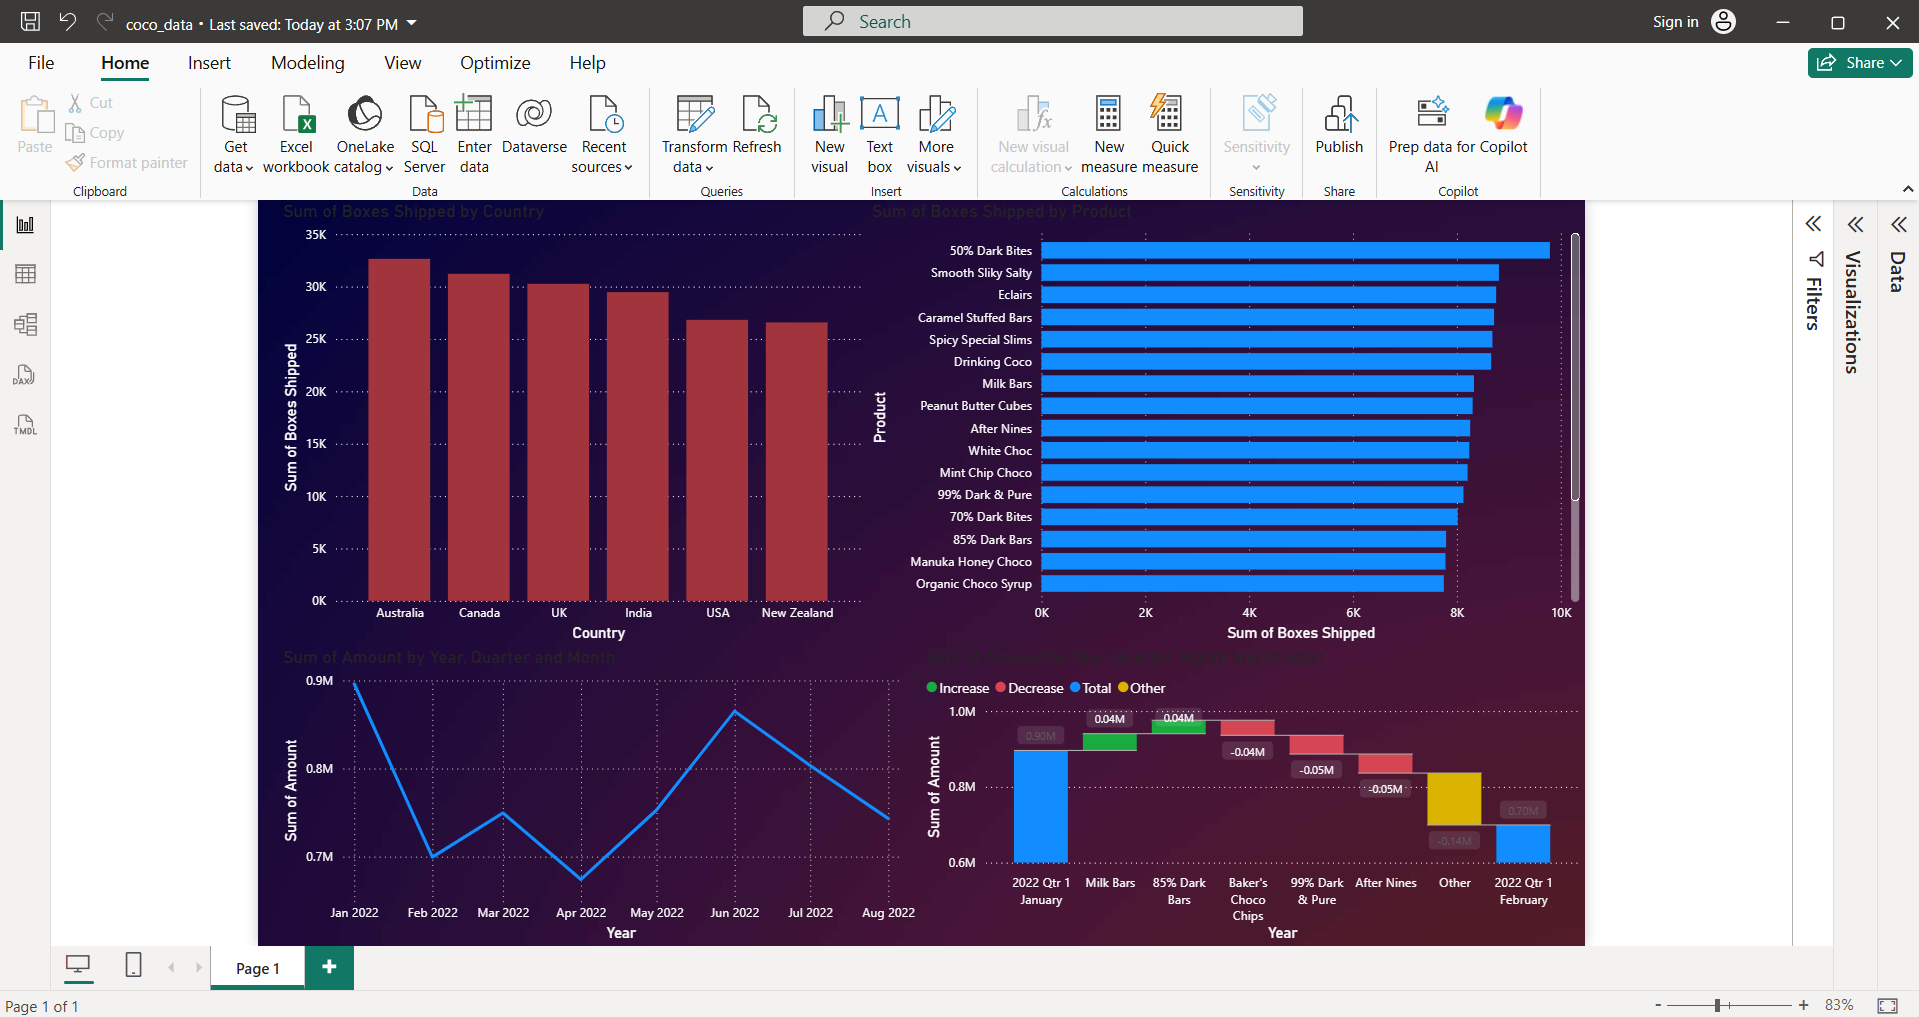 coco_data • Last saved: Today at 3:07 PM
Search
Sign in
File Home Insert Modeling View Optimize Help
Share
Paste
Cut
Copy
Format painter
Clipboard
Get data
Excel workbook
OneLake catalog
SQL Server
Enter data
Dataverse
Recent sources
Data
Transform data
Refresh
Queries
New visual
Text box
More visuals
Insert
New visual calculation
New measure
Quick measure
Calculations
Sensitivity
Sensitivity
Publish
Share
Prep data for AI
Copilot
Copilot
DAX
TMDL
Sum of Boxes Shipped by Country
35K
30K
25K
20K
15K
10K
5K
0K
Sum of Boxes Shipped
Australia Canada UK India USA New Zealand
Country
Sum of Boxes Shipped by Product
Product
50% Dark Bites
Smooth Sliky Salty
Eclairs
Caramel Stuffed Bars
Spicy Special Slims
Drinking Coco
Milk Bars
Peanut Butter Cubes
After Nines
White Choc
Mint Chip Choco
99% Dark & Pure
70% Dark Bites
85% Dark Bars
Manuka Honey Choco
Organic Choco Syrup
0K 2K 4K 6K 8K 10K
Sum of Boxes Shipped
Sum of Amount by Year, Quarter and Month
0.9M
0.8M
0.7M
Sum of Amount
Jan 2022 Feb 2022 Mar 2022 Apr 2022 May 2022 Jun 2022 Jul 2022 Aug 2022
Year
Sum of Amount by Year, Quarter, Month and Product
Increase Decrease Total Other
1.0M
0.8M
0.6M
Sum of Amount
0.90M
0.04M
0.04M
-0.04M
-0.05M
-0.05M
-0.14M
0.70M
2022 Qtr 1 January
Milk Bars
85% Dark Bars
Baker's Choco Chips
99% Dark & Pure
After Nines
Other
2022 Qtr 1 February
Year
Filters
Visualizations
Data
Page 1
Page 1 of 1
- + 83%